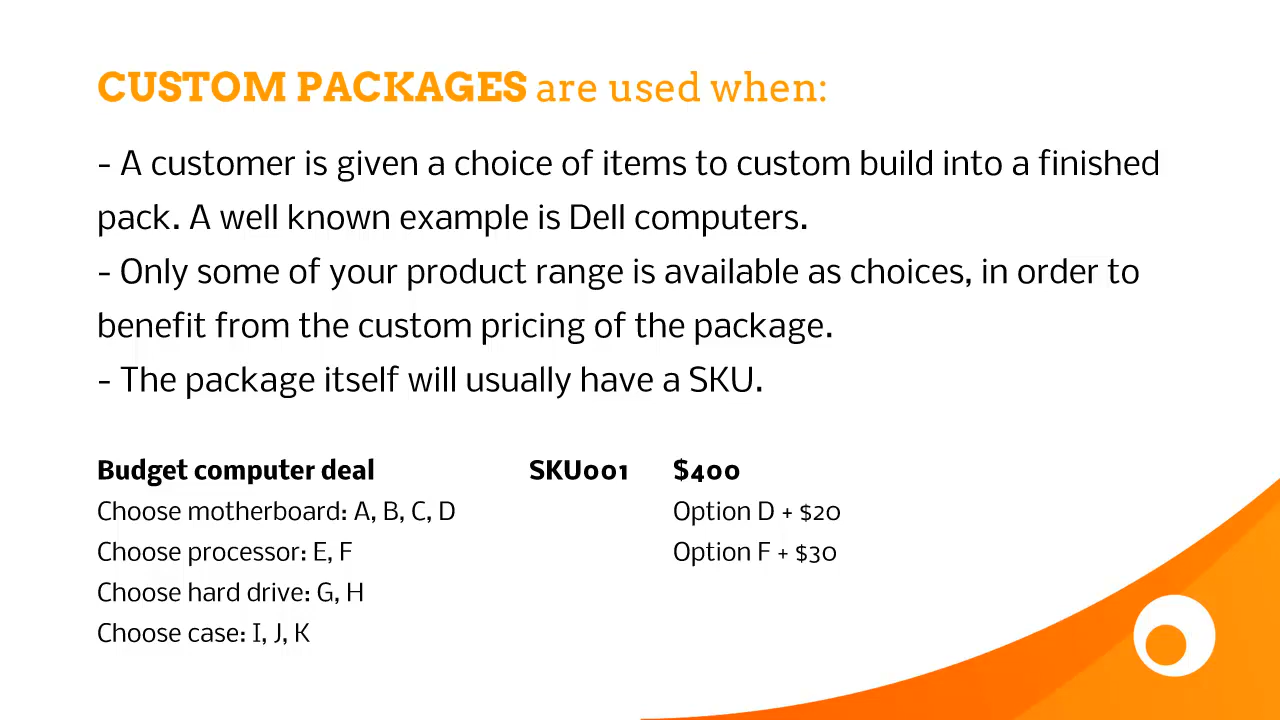 CUSTOM PACKAGES are used when:
- A customer is given a choice of items to custom build into a finished
pack. A well known example is Dell computers.
- Only some of your product range is available as choices, in order to
benefit from the custom pricing of the package.
- The package itself will usually have a SKU.
Budget computer deal SKU001 $400
Choose motherboard: A, B, C, D Option D + $20
Choose processor: E, F Option F + $30
Choose hard drive: G, H
Choose case: I, J, K